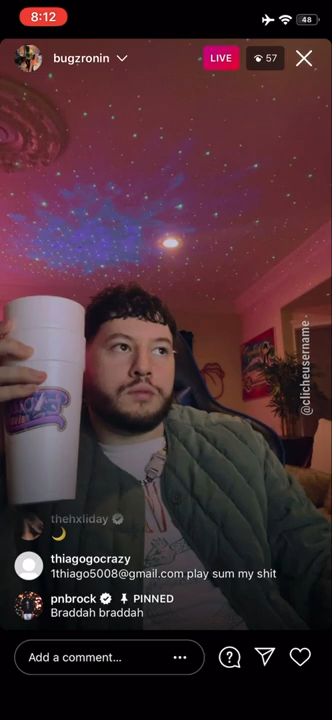 8:12
48
bugzronin
LIVE
57
@clicheusername
thehxliday
🌙
thiagogocrazy
1thiago5008@gmail.com play sum my shit
pnbrock PINNED
Braddah braddah
Add a comment...